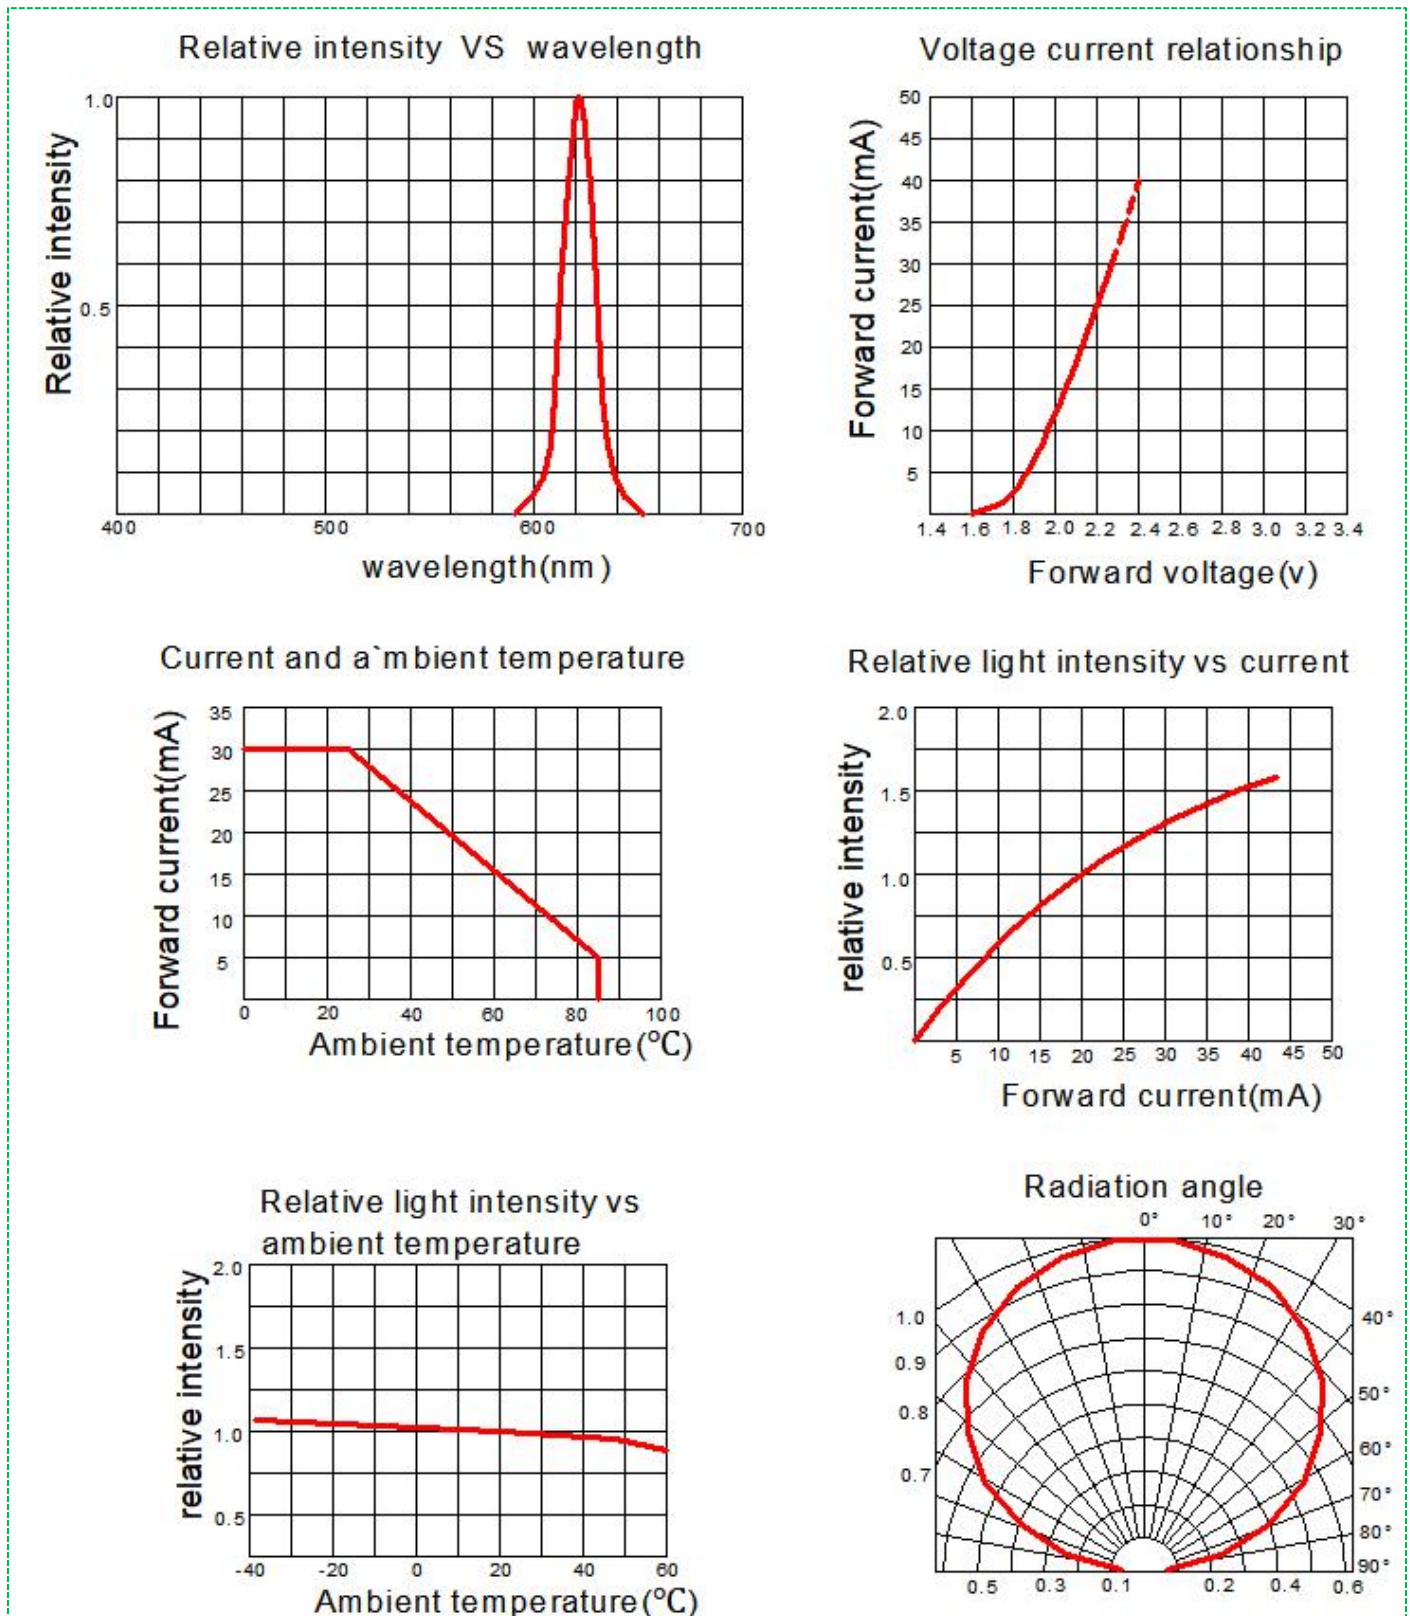 Relative intensity VS wavelength
Relative intensity
1.0
0.5
400 500 600 700
wavelength(nm)
Voltage current relationship
Forward current(mA)
50
45
40
35
30
25
20
15
10
5
1.4 1.6 1.8 2.0 2.2 2.4 2.6 2.8 3.0 3.2 3.4
Forward voltage(v)
Current and a`mbient temperature
Forward current(mA)
35
30
25
20
15
10
5
0 20 40 60 80 100
Ambient temperature(℃)
Relative light intensity vs current
relative intensity
2.0
1.5
1.0
0.5
5 10 15 20 25 30 35 40 45 50
Forward current(mA)
Relative light intensity vs
ambient temperature
relative intensity
2.0
1.5
1.0
0.5
-40 -20 0 20 40 60
Ambient temperature(℃)
Radiation angle
0° 10° 20° 30°
40°
50°
60°
70°
80°
90°
1.0
0.9
0.8
0.7
0.5 0.3 0.1 0.2 0.4 0.6